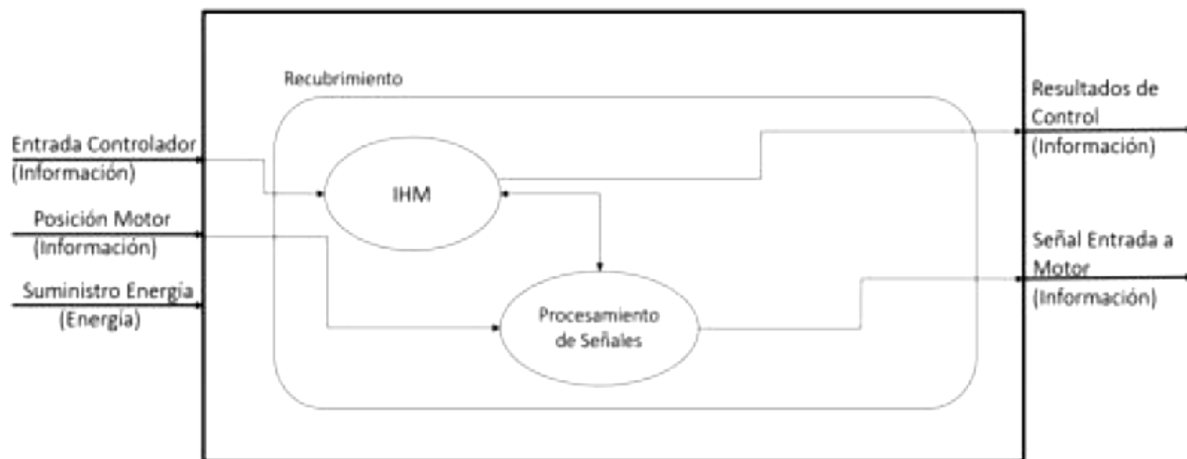 Recubrimiento
Entrada Controlador
(Información)
Posición Motor
(Información)
Suministro Energía
(Energía)
IHM
Procesamiento
de Señales
Resultados de
Control
(Información)
Señal Entrada a
Motor
(Información)